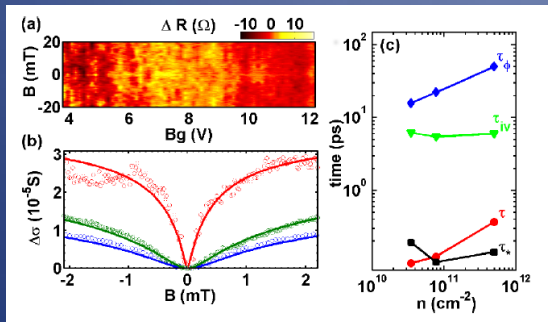 (a)
Δ R (Ω)
-10 0 10
B (mT)
20
0
-20
4 6 8 10 12
Bg (V)
(b)
Δσ (10⁻⁵S)
3
2
1
0
-2 -1 0 1 2
B (mT)
(c)
time (ps)
10²
10¹
10⁰
τφ
τIV
τ
τ*
10¹⁰ 10¹¹ 10¹²
n (cm⁻²)